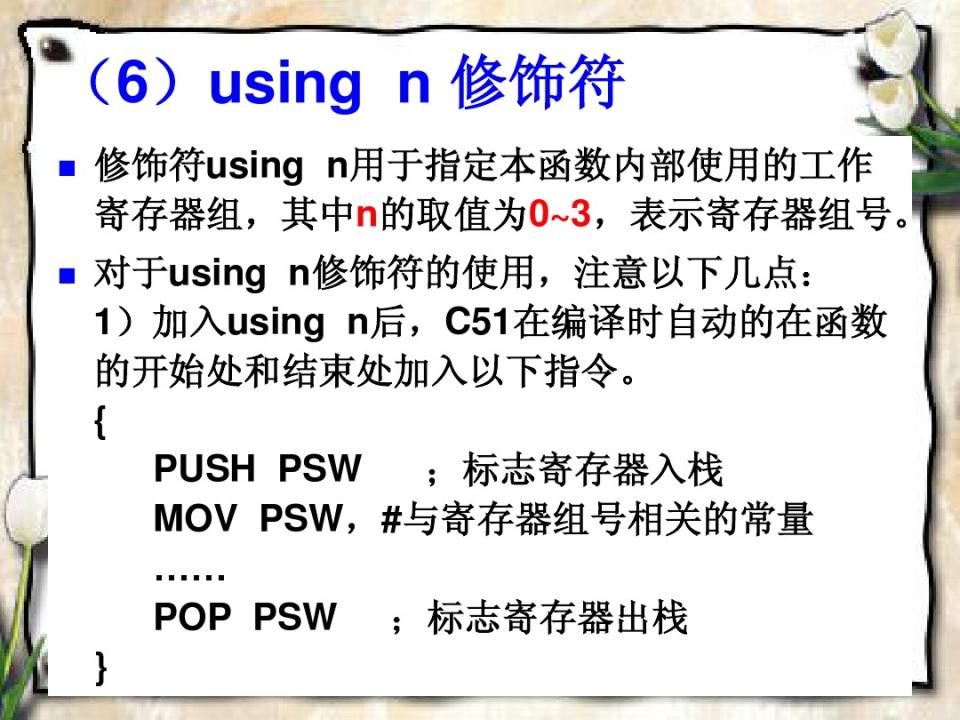 （6）using n 修饰符
修饰符using n用于指定本函数内部使用的工作
寄存器组，其中n的取值为0~3，表示寄存器组号。
对于using n修饰符的使用，注意以下几点：
1）加入using n后，C51在编译时自动的在函数
的开始处和结束处加入以下指令。
{
PUSH PSW ；标志寄存器入栈
MOV PSW，#与寄存器组号相关的常量
……
POP PSW ；标志寄存器出栈
}